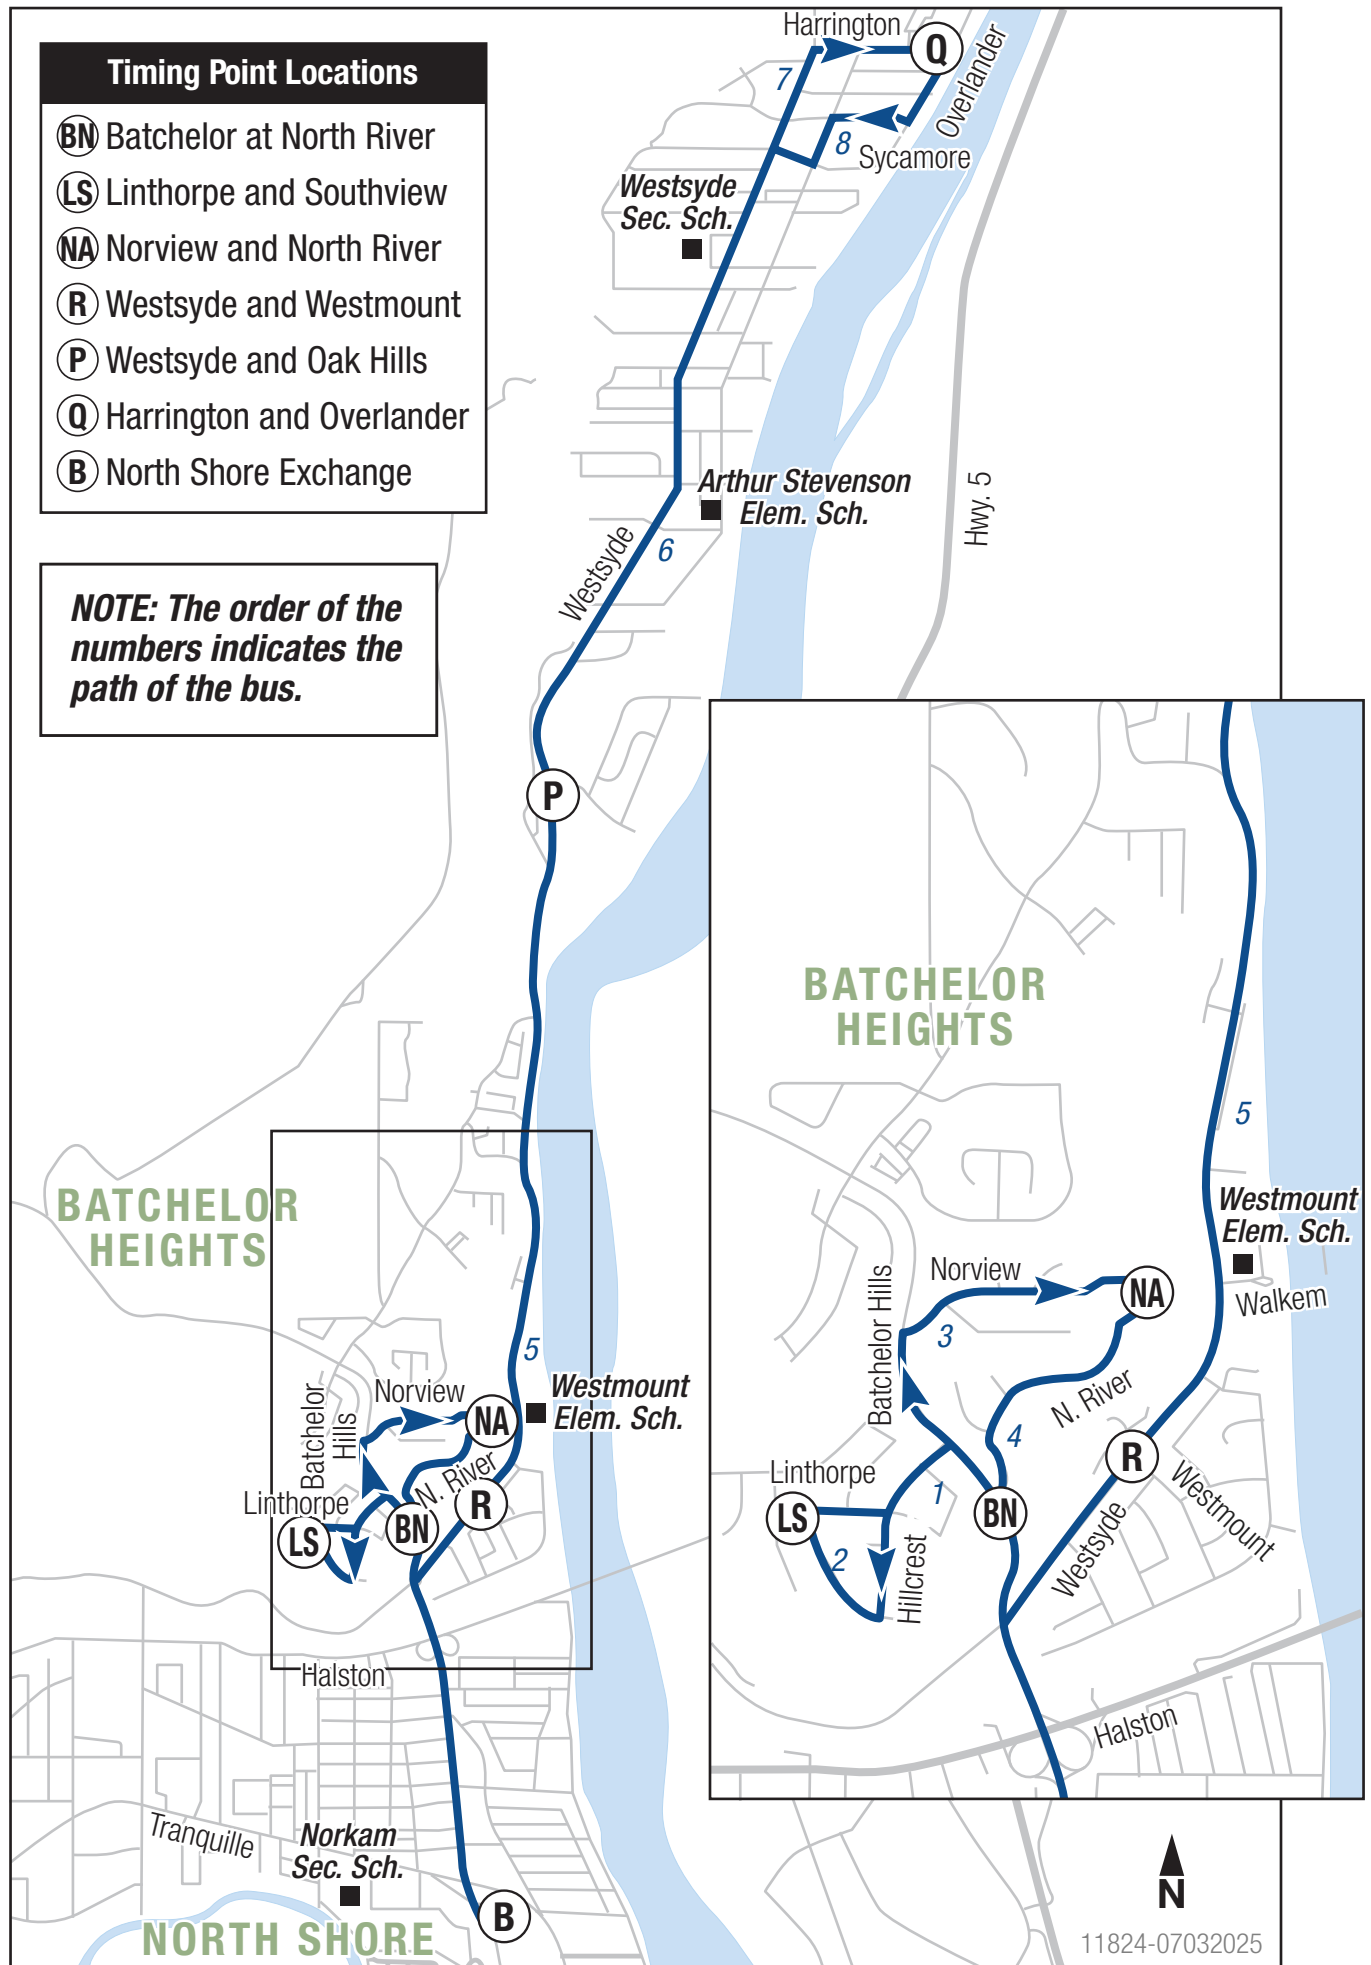 Timing Point Locations
BN Batchelor at North River
LS Linthorpe and Southview
NA Norview and North River
R Westsyde and Westmount
P Westsyde and Oak Hills
Q Harrington and Overlander
B North Shore Exchange
NOTE: The order of the
numbers indicates the
path of the bus.
Harrington
Q
Overlander
7
8
Sycamore
Westsyde
Sec. Sch.
Arthur Stevenson
Elem. Sch.
Hwy. 5
Westsyde
6
P
BATCHELOR
HEIGHTS
5
Westmount
Elem. Sch.
Norview
NA
Batchelor
Hills
N. River
R
Linthorpe
LS
BN
Halston
Tranquille
Norkam
Sec. Sch.
B
NORTH SHORE
BATCHELOR
HEIGHTS
5
Westmount
Elem. Sch.
Walkem
Norview
NA
3
Batchelor Hills
N. River
4
R
Westmount
Linthorpe
LS
1
BN
2
Hillcrest
Westsyde
Halston
N
11824-07032025